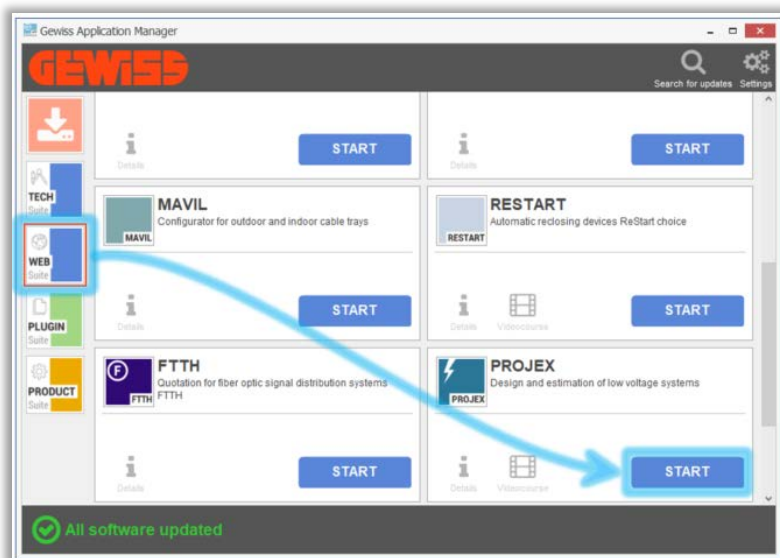 Gewiss Application Manager
GEWISS
Search for updates Settings
Details
START
Details
START
TECH
Suite
WEB
Suite
PLUGIN
Suite
PRODUCT
Suite
MAVIL
MAVIL
Configurator for outdoor and indoor cable trays
Details
START
RESTART
RESTART
Automatic reclosing devices ReStart choice
Details
Videocourse
START
F
FTTH
FTTH
Quotation for fiber optic signal distribution systems
FTTH
Details
START
PROJEX
PROJEX
Design and estimation of low voltage systems
Details
Videocourse
START
All software updated